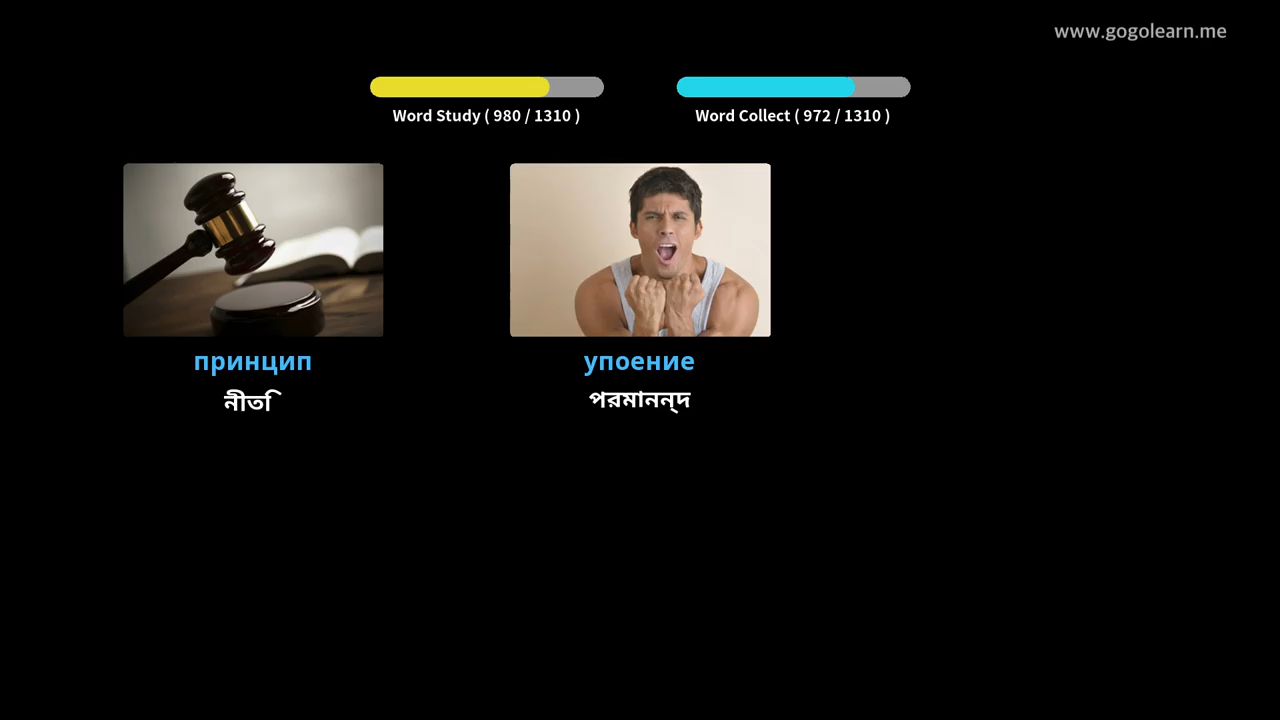 www.gogolearn.me
Word Study ( 980 / 1310 )
Word Collect ( 972 / 1310 )
принцип
упоение
নীতি
পরমানন্দ